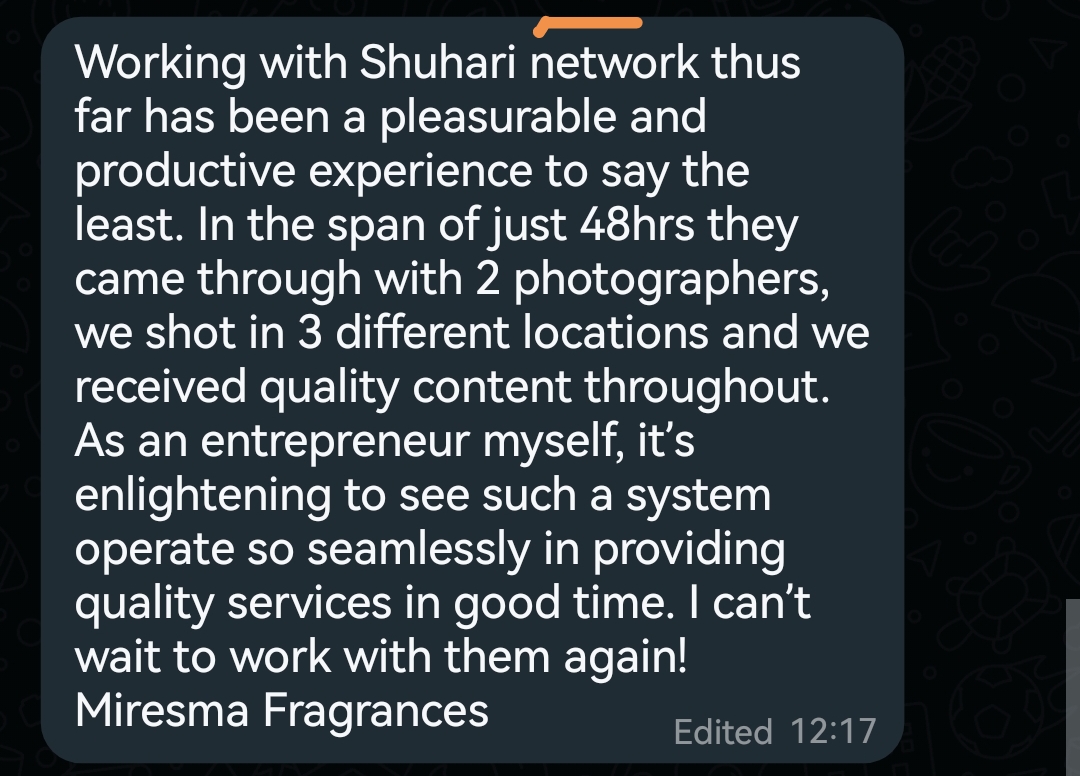 Working with Shuhari network thus
far has been a pleasurable and
productive experience to say the
least. In the span of just 48hrs they
came through with 2 photographers,
we shot in 3 different locations and we
received quality content throughout.
As an entrepreneur myself, it’s
enlightening to see such a system
operate so seamlessly in providing
quality services in good time. I can’t
wait to work with them again!
Miresma Fragrances
Edited 12:17